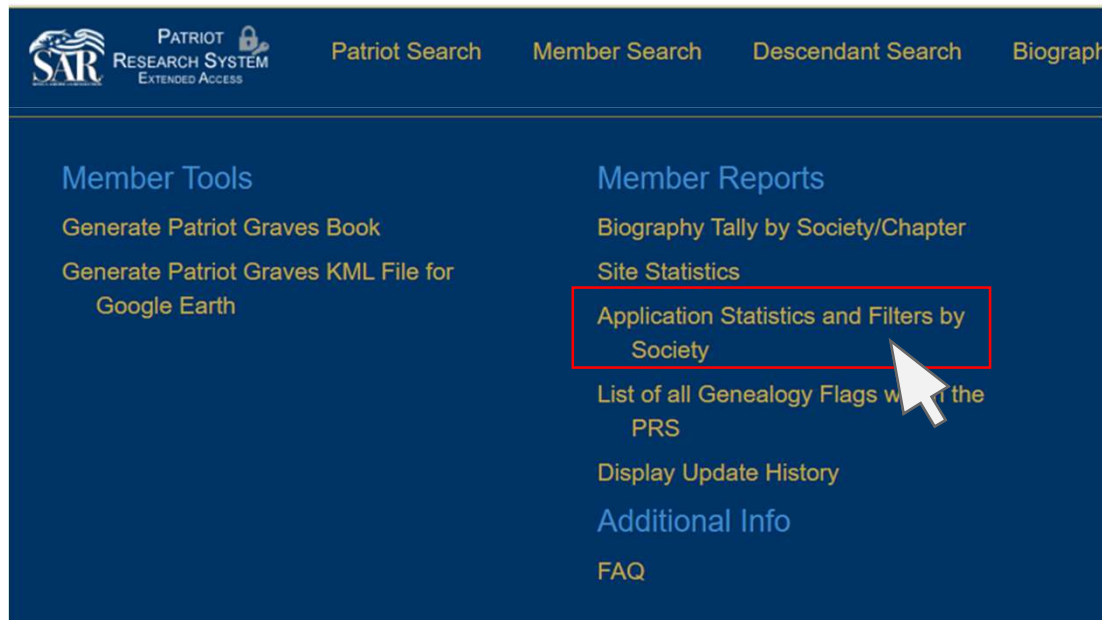 SAR
PATRIOT
RESEARCH SYSTEM
EXTENDED ACCESS
Patriot Search
Member Search
Descendant Search
Biograph
Member Tools
Generate Patriot Graves Book
Generate Patriot Graves KML File for
Google Earth
Member Reports
Biography Tally by Society/Chapter
Site Statistics
Application Statistics and Filters by
Society
List of all Genealogy Flags the
PRS
Display Update History
Additional Info
FAQ